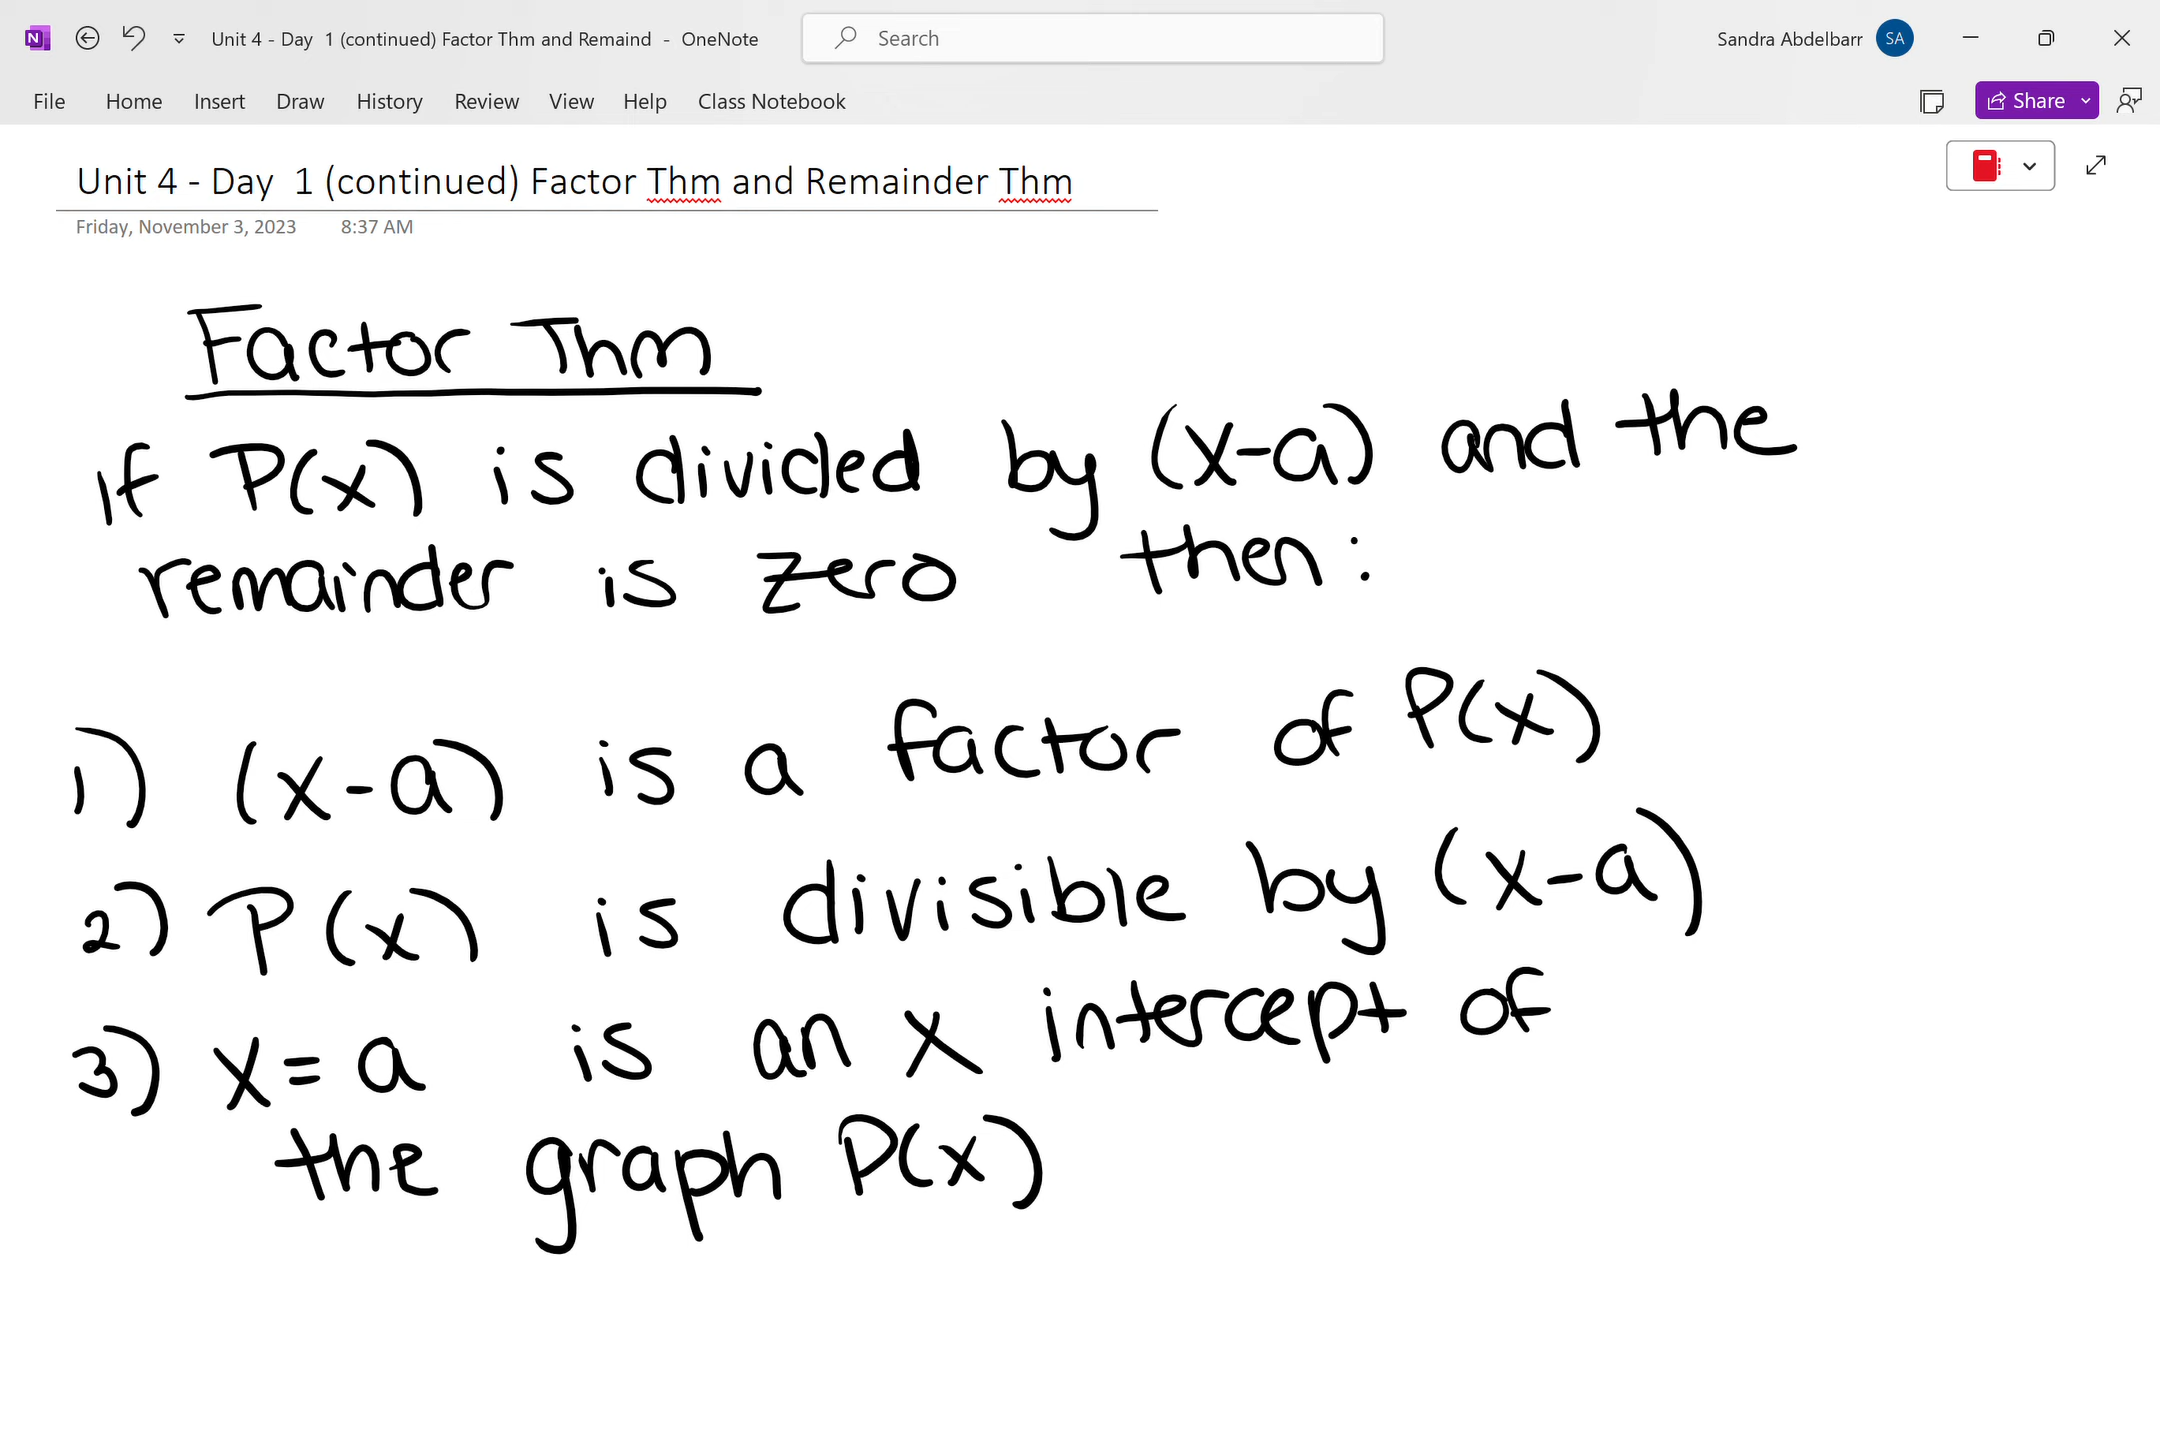 Unit 4 - Day 1 (continued) Factor Thm and Remaind - OneNote
Search
Sandra Abdelbarr
SA
File Home Insert Draw History Review View Help Class Notebook
Share
Unit 4 - Day 1 (continued) Factor Thm and Remainder Thm
Friday, November 3, 2023 8:37 AM
Factor Thm
If P(x) is divided by (x-a) and the
remainder is zero then:
1) (x-a) is a factor of P(x)
2) P(x) is divisible by (x-a)
3) x=a is an x intercept of
the graph P(x)